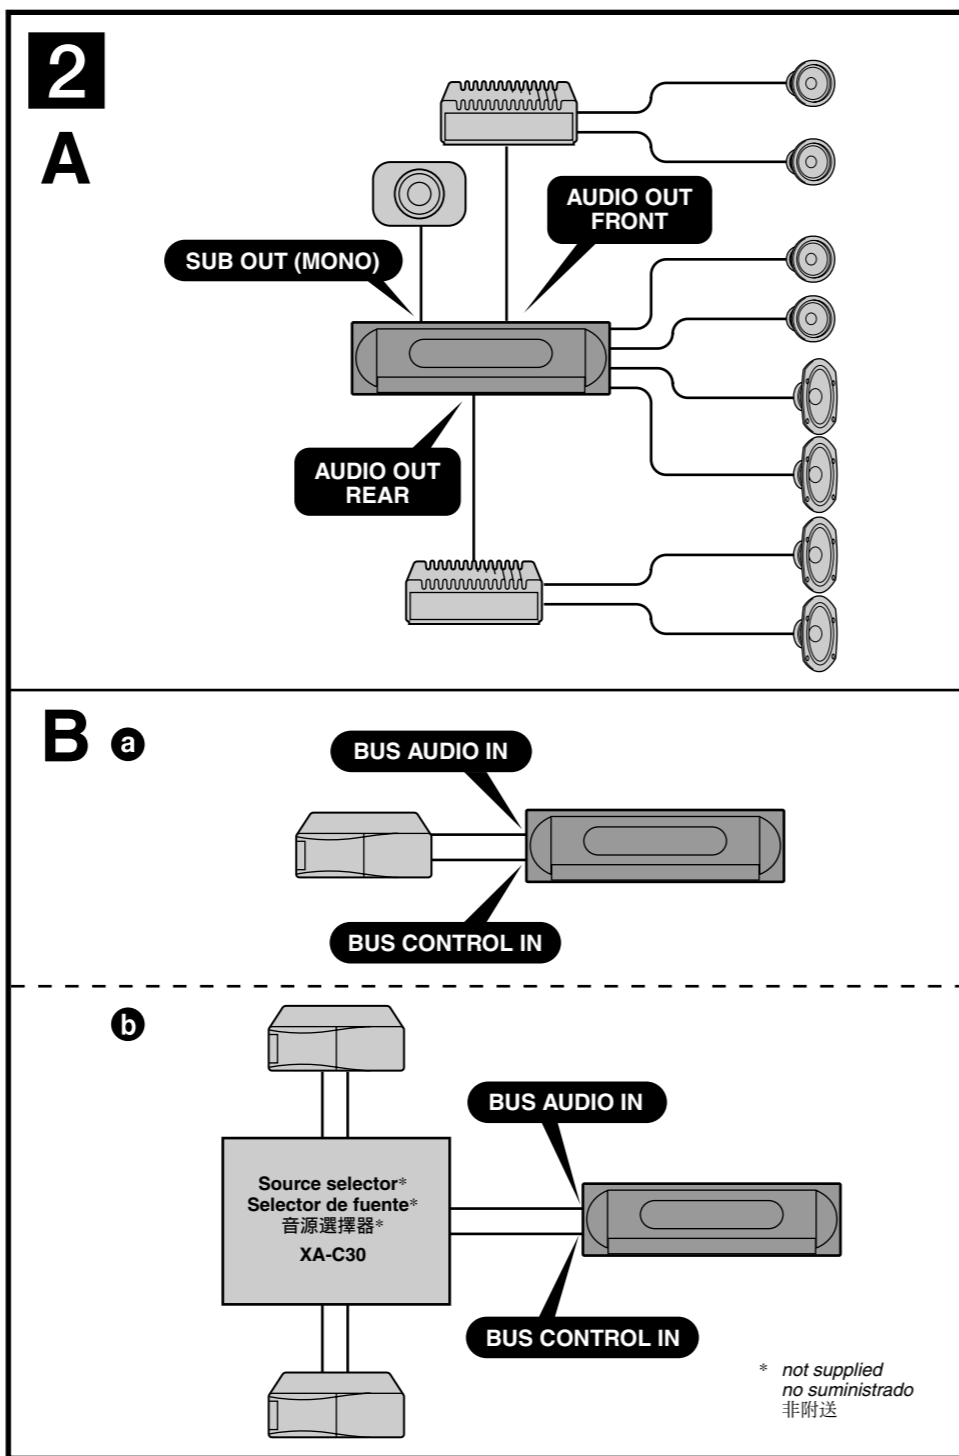 2
A
AUDIO OUT
FRONT
SUB OUT (MONO)
AUDIO OUT
REAR
B a
BUS AUDIO IN
BUS CONTROL IN
b
BUS AUDIO IN
Source selector*
Selector de fuente*
音源選擇器*
XA-C30
BUS CONTROL IN
* not supplied
no suministrado
非附送